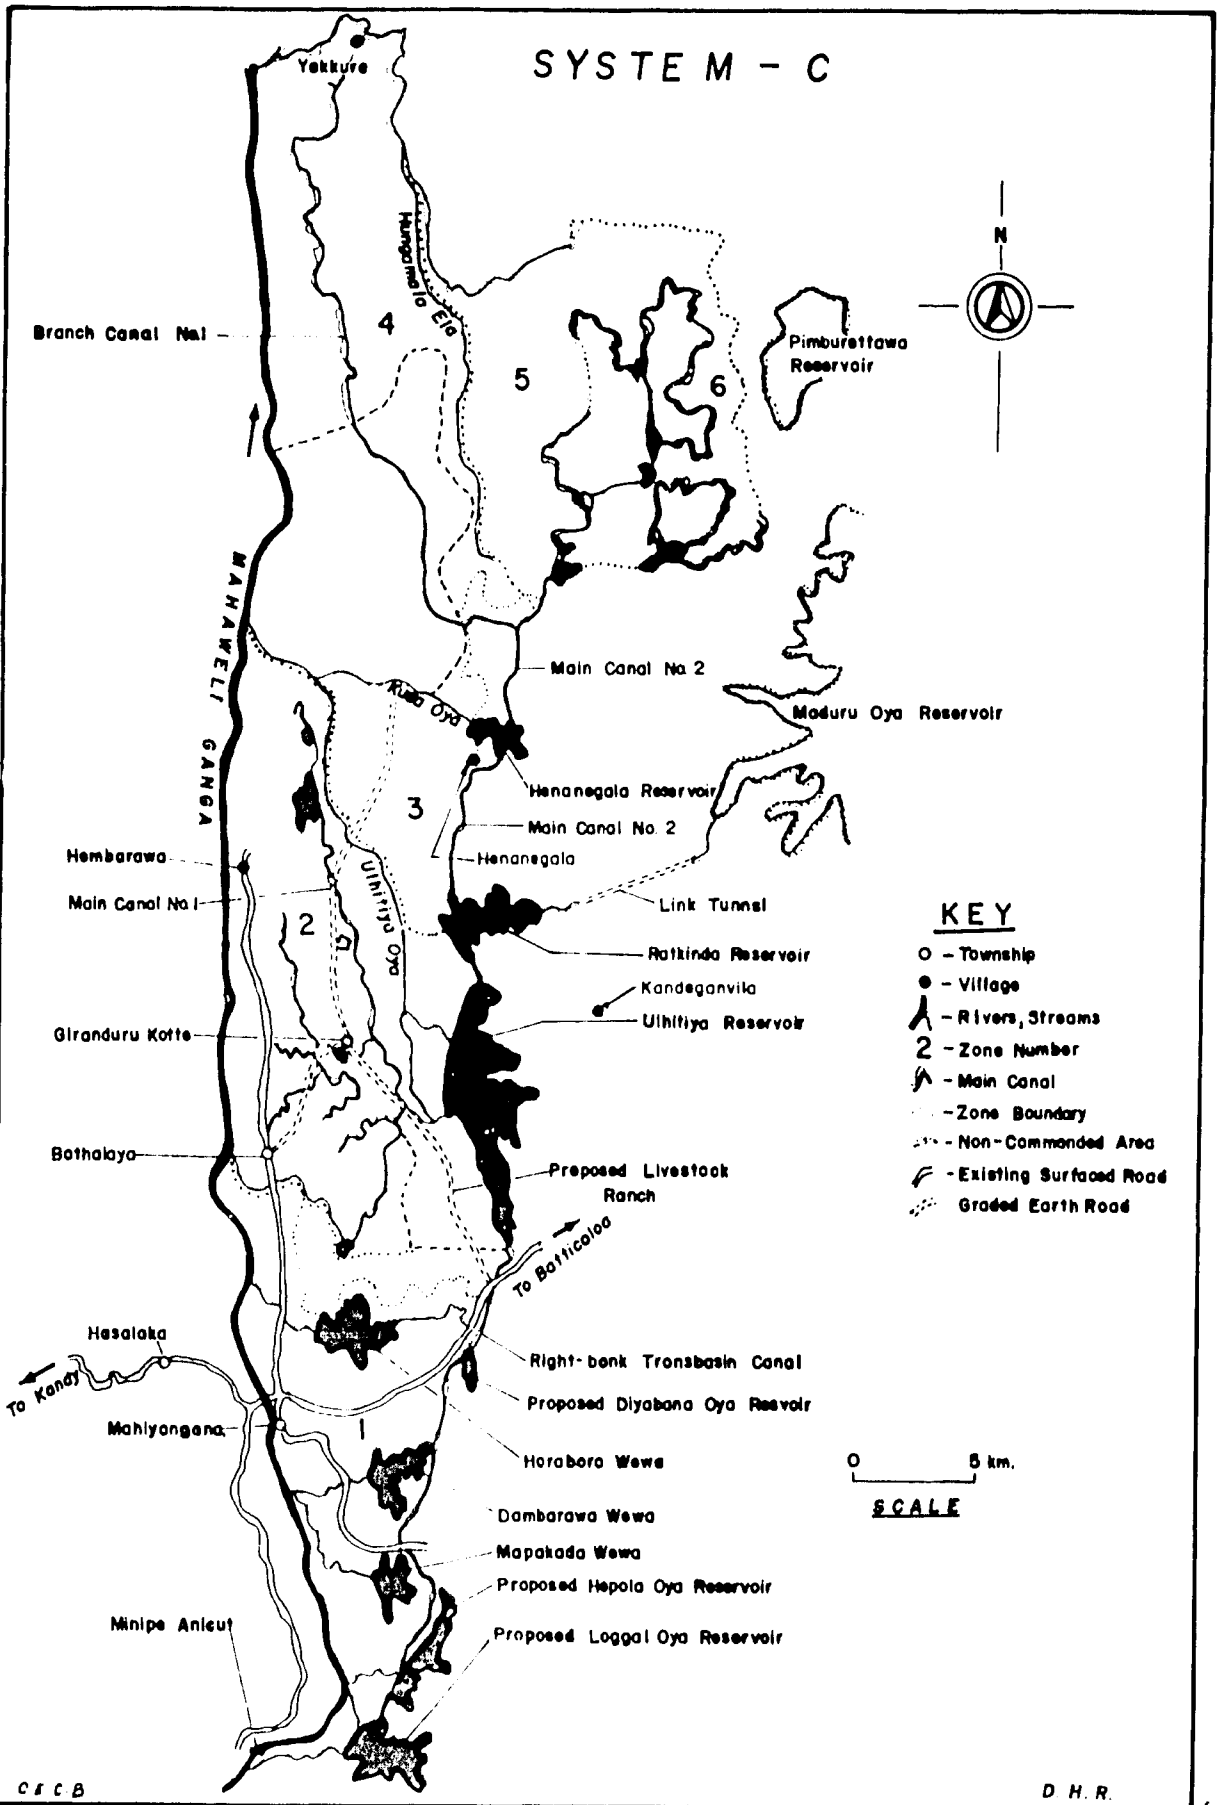 SYSTEM - C
Yakkure
N
Hungamala Ela
4
Branch Canal No.1
Pimburettawa
Reservoir
5
6
MAHAWELI GANGA
Main Canal No. 2
Kuda Oya
Maduru Oya Reservoir
Henanegala Reservoir
3
Main Canal No. 2
Hembarawa
Henanegala
Ulhitiya Oya
Main Canal No.1
Link Tunnel
2
Ratkinda Reservoir
Kandeganvila
Ulhitiya Reservoir
Giranduru Kotte
KEY
- Township
- Village
- Rivers, Streams
2 - Zone Number
- Main Canal
- Zone Boundary
- Non-Commanded Area
- Existing Surfaced Road
Graded Earth Road
Bathalaya
Proposed Livestock
Ranch
To Batticaloa
Hasalaka
To Kandy
Right-bank Transbasin Canal
Proposed Diyabana Oya Resvoir
Mahiyangana
1
Horabora Wewa
0 5 km.
SCALE
Dambarawa Wewa
Mapakada Wewa
Proposed Hepola Oya Reservoir
Minipe Anicut
Proposed Loggal Oya Reservoir
C & C.B
D. H. R.